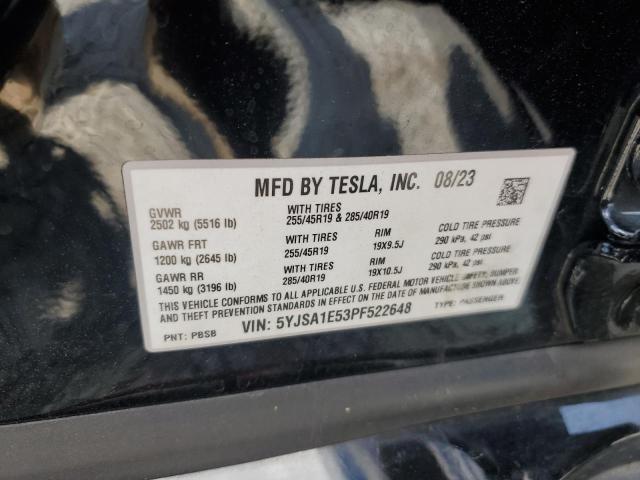 MFD BY TESLA, INC. 08/23
GVWR
2502 kg (5516 lb)
WITH TIRES
255/45R19 & 285/40R19
GAWR FRT
1200 kg (2645 lb)
WITH TIRES
255/45R19
RIM
19X9.5J
COLD TIRE PRESSURE
290 kPa, 42 psi
GAWR RR
1450 kg (3196 lb)
WITH TIRES
285/40R19
RIM
19X10.5J
COLD TIRE PRESSURE
290 kPa, 42 psi
THIS VEHICLE CONFORMS TO ALL APPLICABLE U.S. FEDERAL MOTOR VEHICLE SAFETY, BUMPER
AND THEFT PREVENTION STANDARDS IN EFFECT ON THE DATE OF MANUFACTURE SHOWN ABOVE.
PNT: PBSB
VIN: 5YJSA1E53PF522648
TYPE: PASSENGER